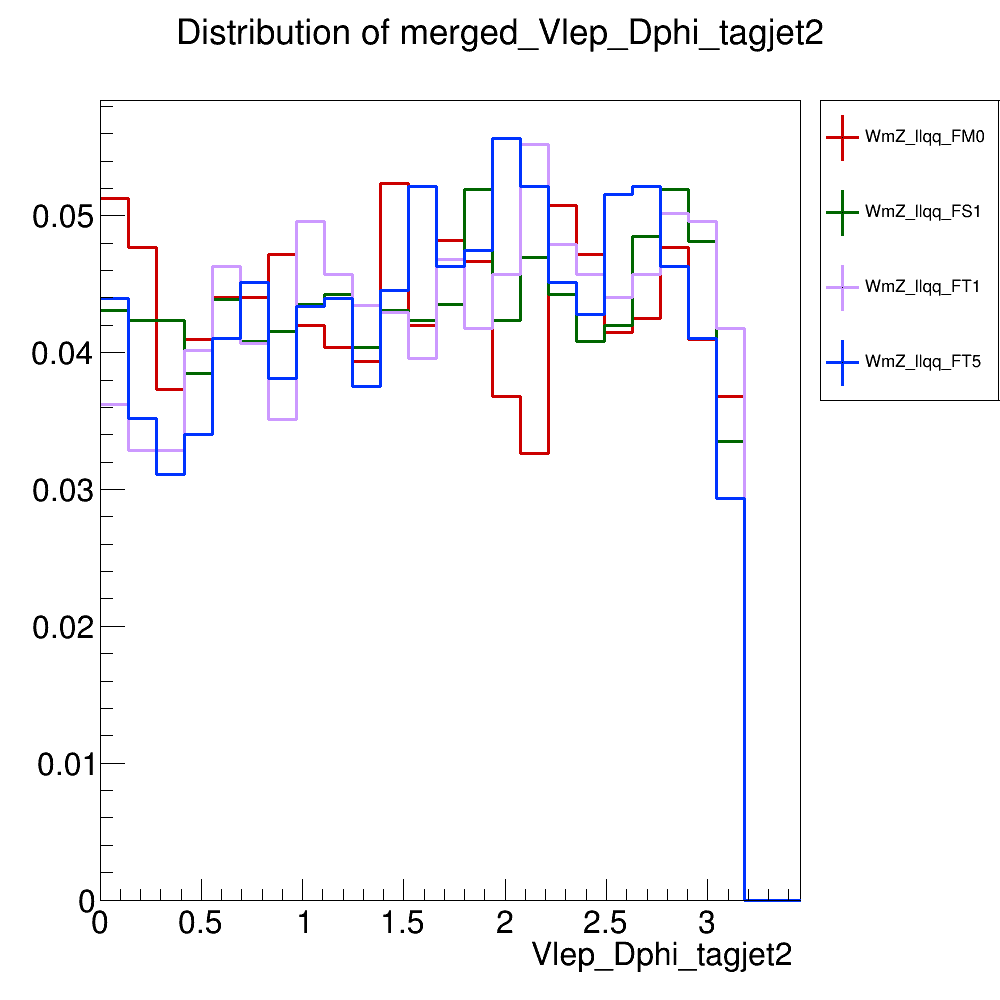 Distribution of merged_Vlep_Dphi_tagjet2
WmZ_llqq_FM0
WmZ_llqq_FS1
WmZ_llqq_FT1
WmZ_llqq_FT5
0.05
0.04
0.03
0.02
0.01
0
0 0.5 1 1.5 2 2.5 3
Vlep_Dphi_tagjet2